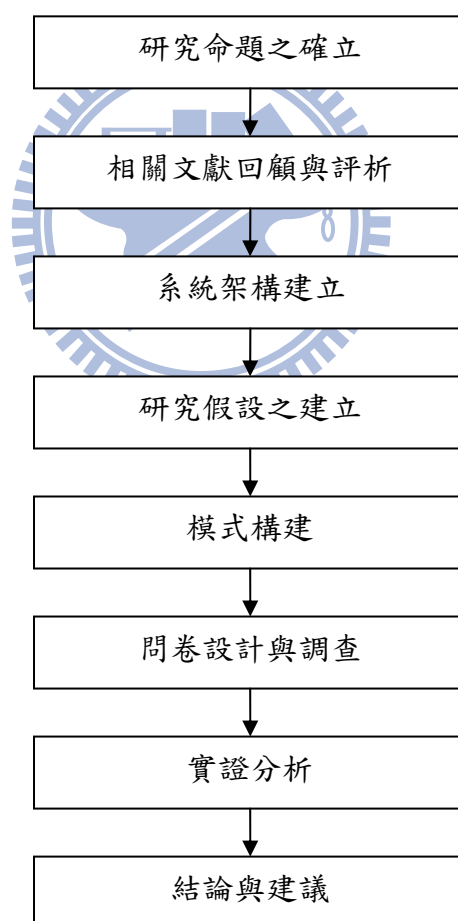 研究命題之確立
相關文獻回顧與評析
系統架構建立
研究假設之建立
模式構建
問卷設計與調查
實證分析
結論與建議